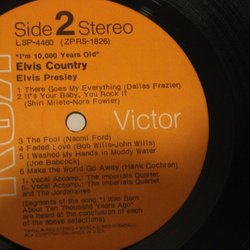 Side 2 Stereo
LSP-4460 (ZPRS-1826)
"I'm 10,000 Years Old"
Elvis Country
Elvis Presley
1 There Goes My Everything (Dallas Frazier)
2 It's Your Baby, You Rock It
(Shirl Milete-Nora Fowler)
RCA
Victor
3 The Fool (Naomi Ford)
4 Faded Love (Bob Wills-John Wills)
5 I Washed My Hands in Muddy Water
(Joe Babcock)
6 Make the World Go Away (Hank Cochran)
1, Vocal Accomp.: The Imperials Quartet
6, Vocal Accomp.: The Imperials Quartet
and The Jordanaires
(Segments of the song "I Was Born
About Ten Thousand Years Ago"
are heard at the conclusion of each
of the above selections)